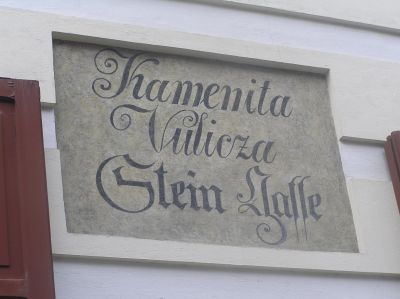 Kamenita
Vulicza
Stein Gasse